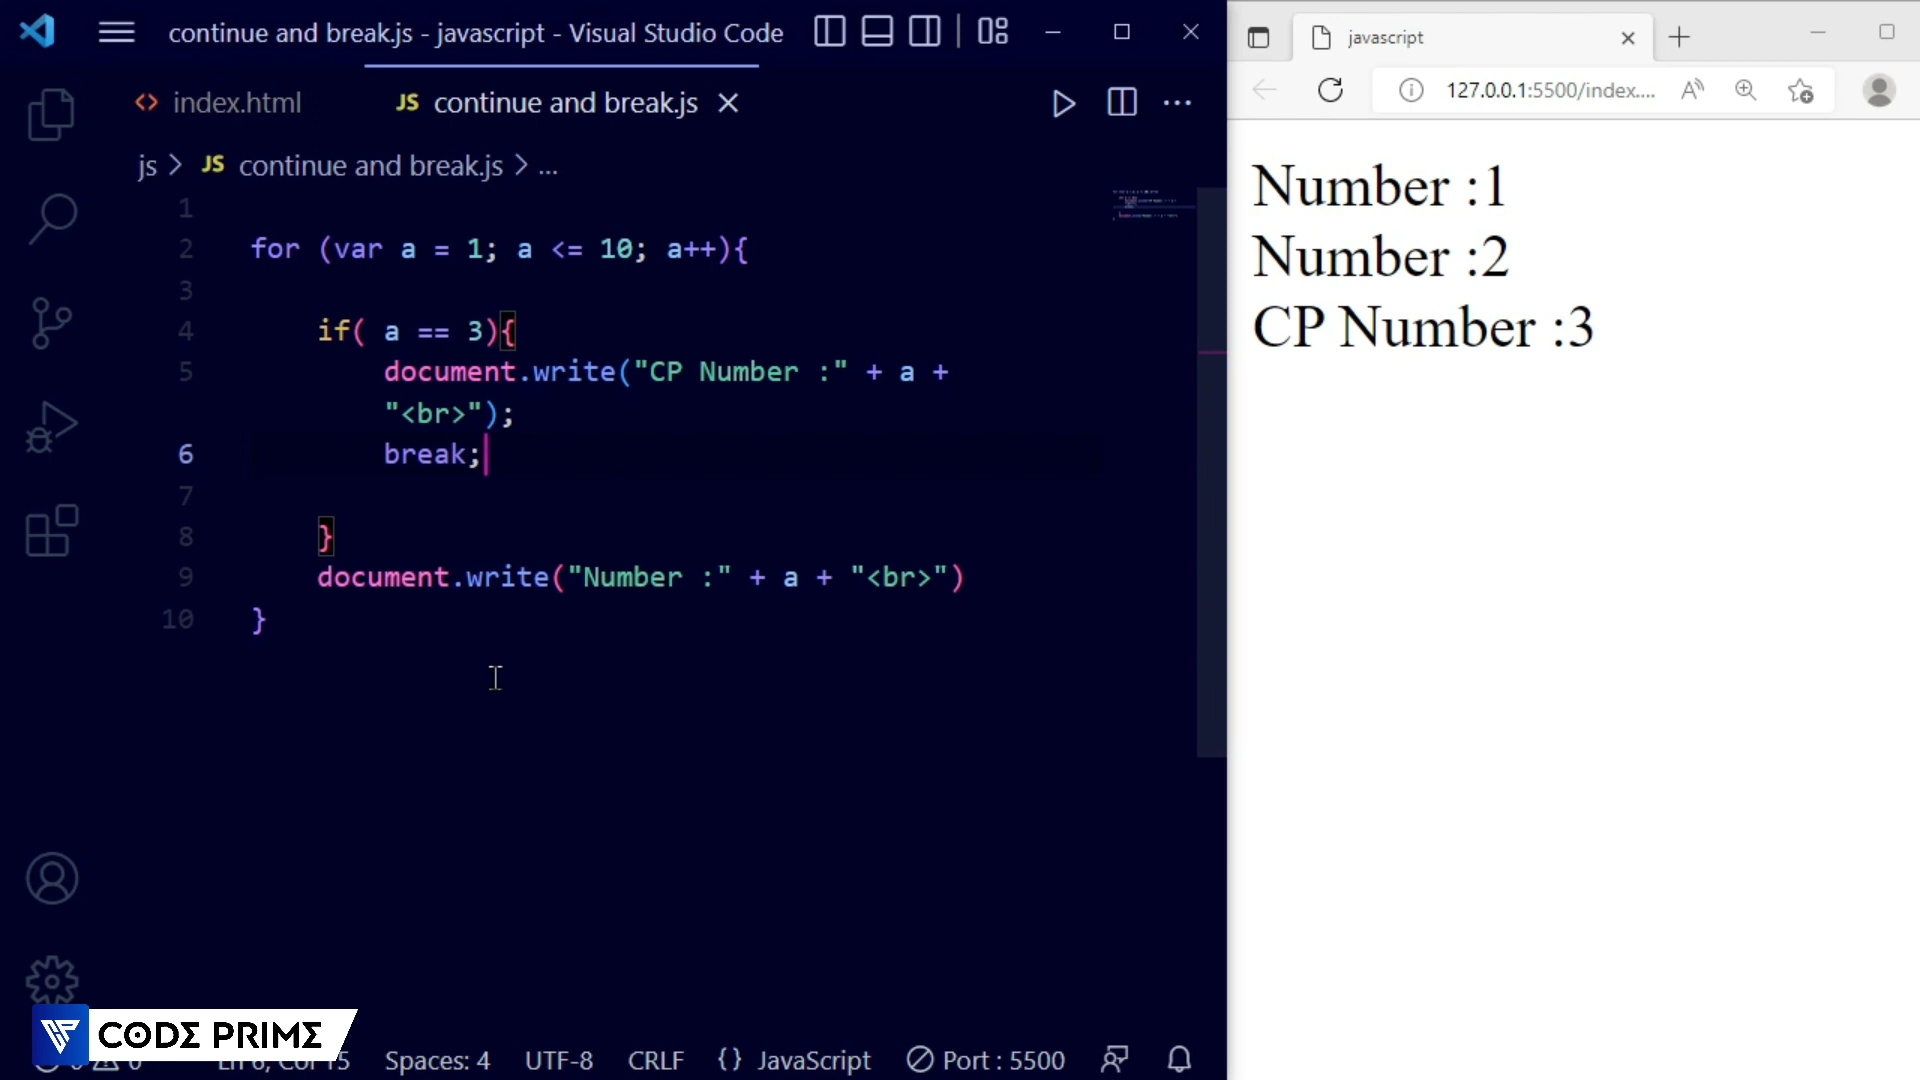 continue and break.js - javascript - Visual Studio Code
index.html
JS continue and break.js
js > JS continue and break.js > ...
1
2 for (var a = 1; a <= 10; a++){
3
4 if( a == 3){
5 document.write("CP Number :" + a +
"<br>");
6 break;
7
8 }
9 document.write("Number :" + a + "<br>")
10 }
CODΣ PRIMΣ
Spaces: 4 UTF-8 CRLF {} JavaScript Port : 5500
javascript
127.0.0.1:5500/index....
Number :1
Number :2
CP Number :3